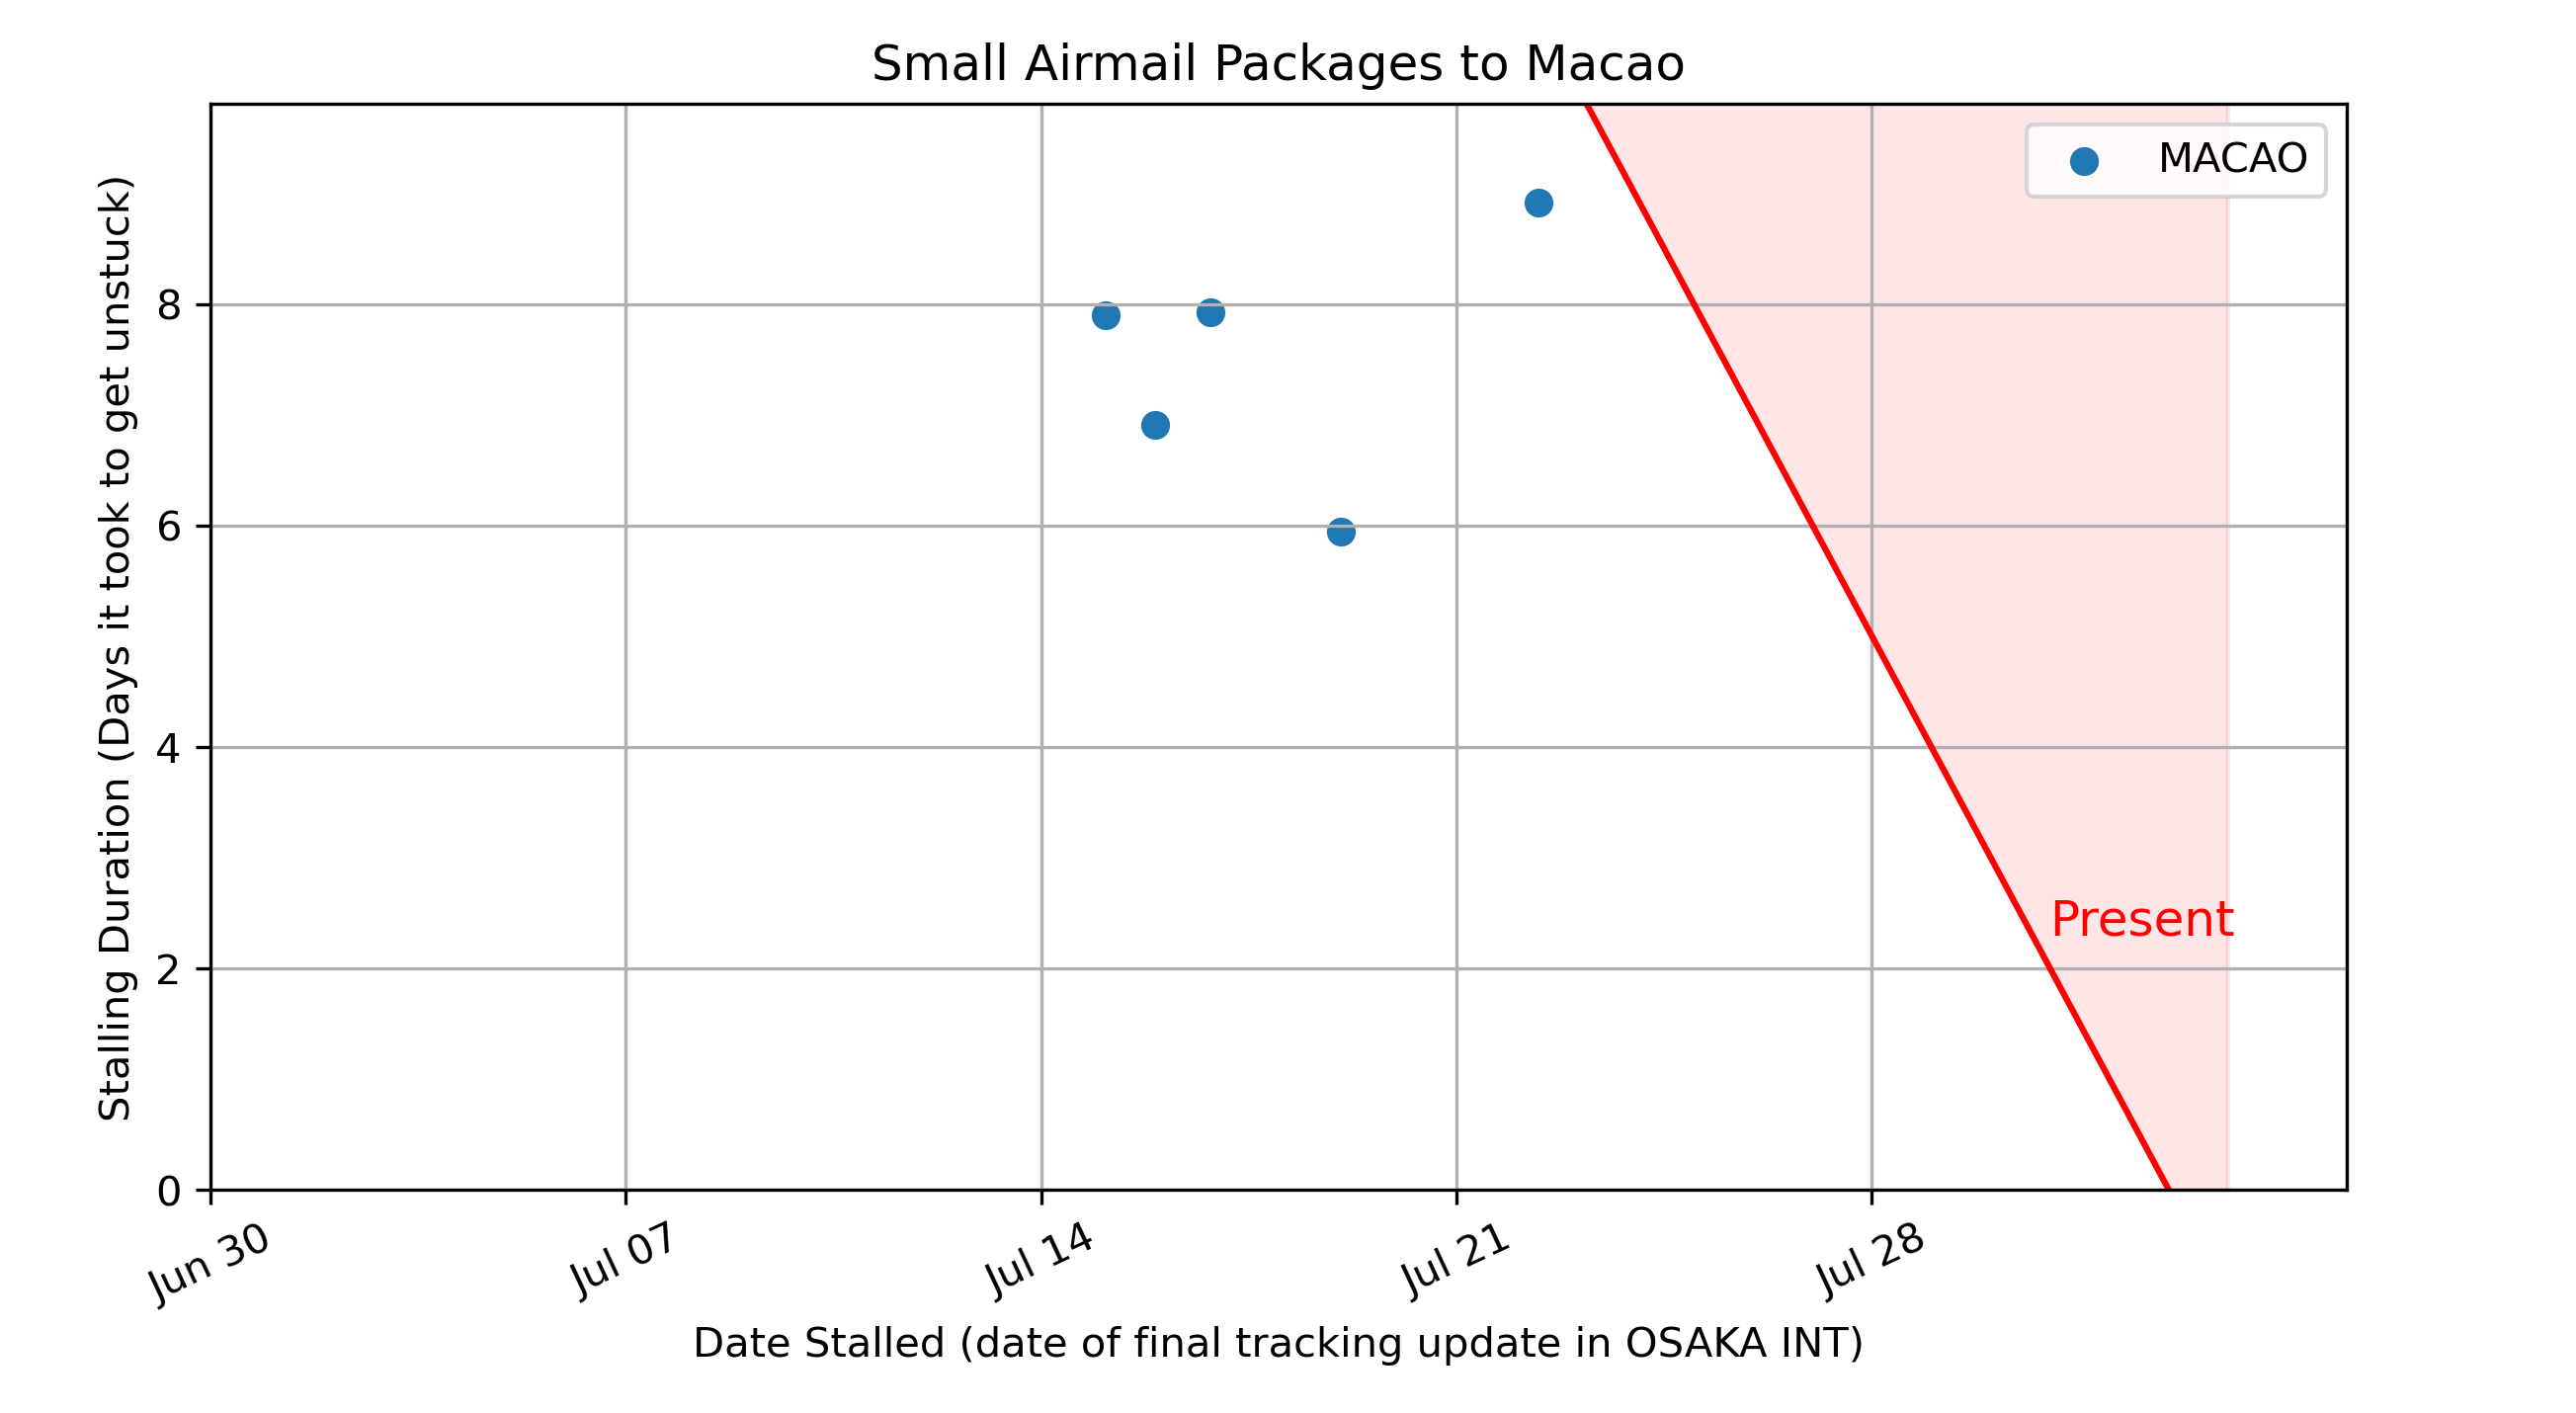 Small Airmail Packages to Macao
MACAO
Stalling Duration (Days it took to get unstuck)
8
6
4
2
0
Present
Jun 30
Jul 07
Jul 14
Jul 21
Jul 28
Date Stalled (date of final tracking update in OSAKA INT)